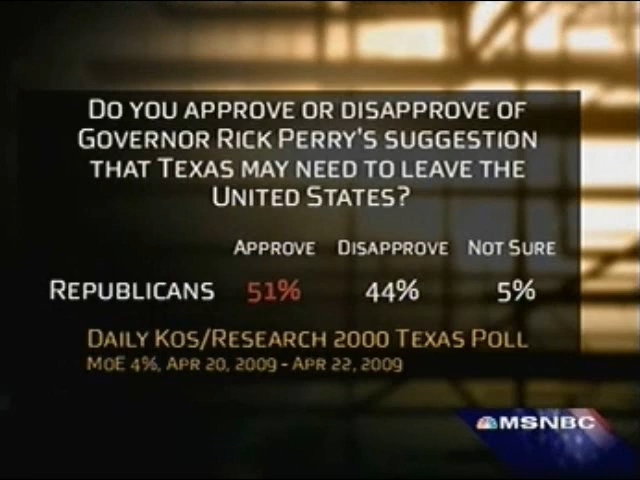 DO YOU APPROVE OR DISAPPROVE OF
GOVERNOR RICK PERRY'S SUGGESTION
THAT TEXAS MAY NEED TO LEAVE THE
UNITED STATES?
APPROVE DISAPPROVE NOT SURE
REPUBLICANS 51% 44% 5%
DAILY KOS/RESEARCH 2000 TEXAS POLL
MOE 4%, APR 20, 2009 - APR 22, 2009
MSNBC